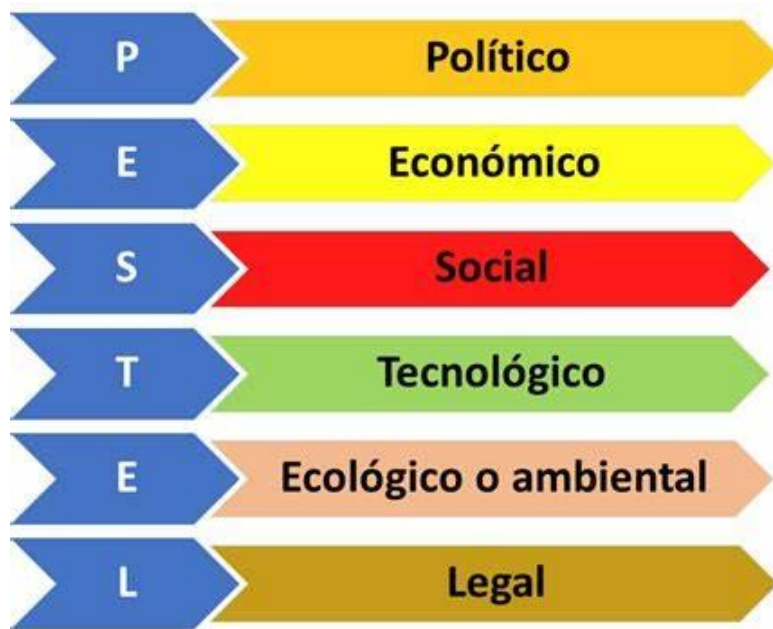 P Político
E Económico
S Social
T Tecnológico
E Ecológico o ambiental
L Legal